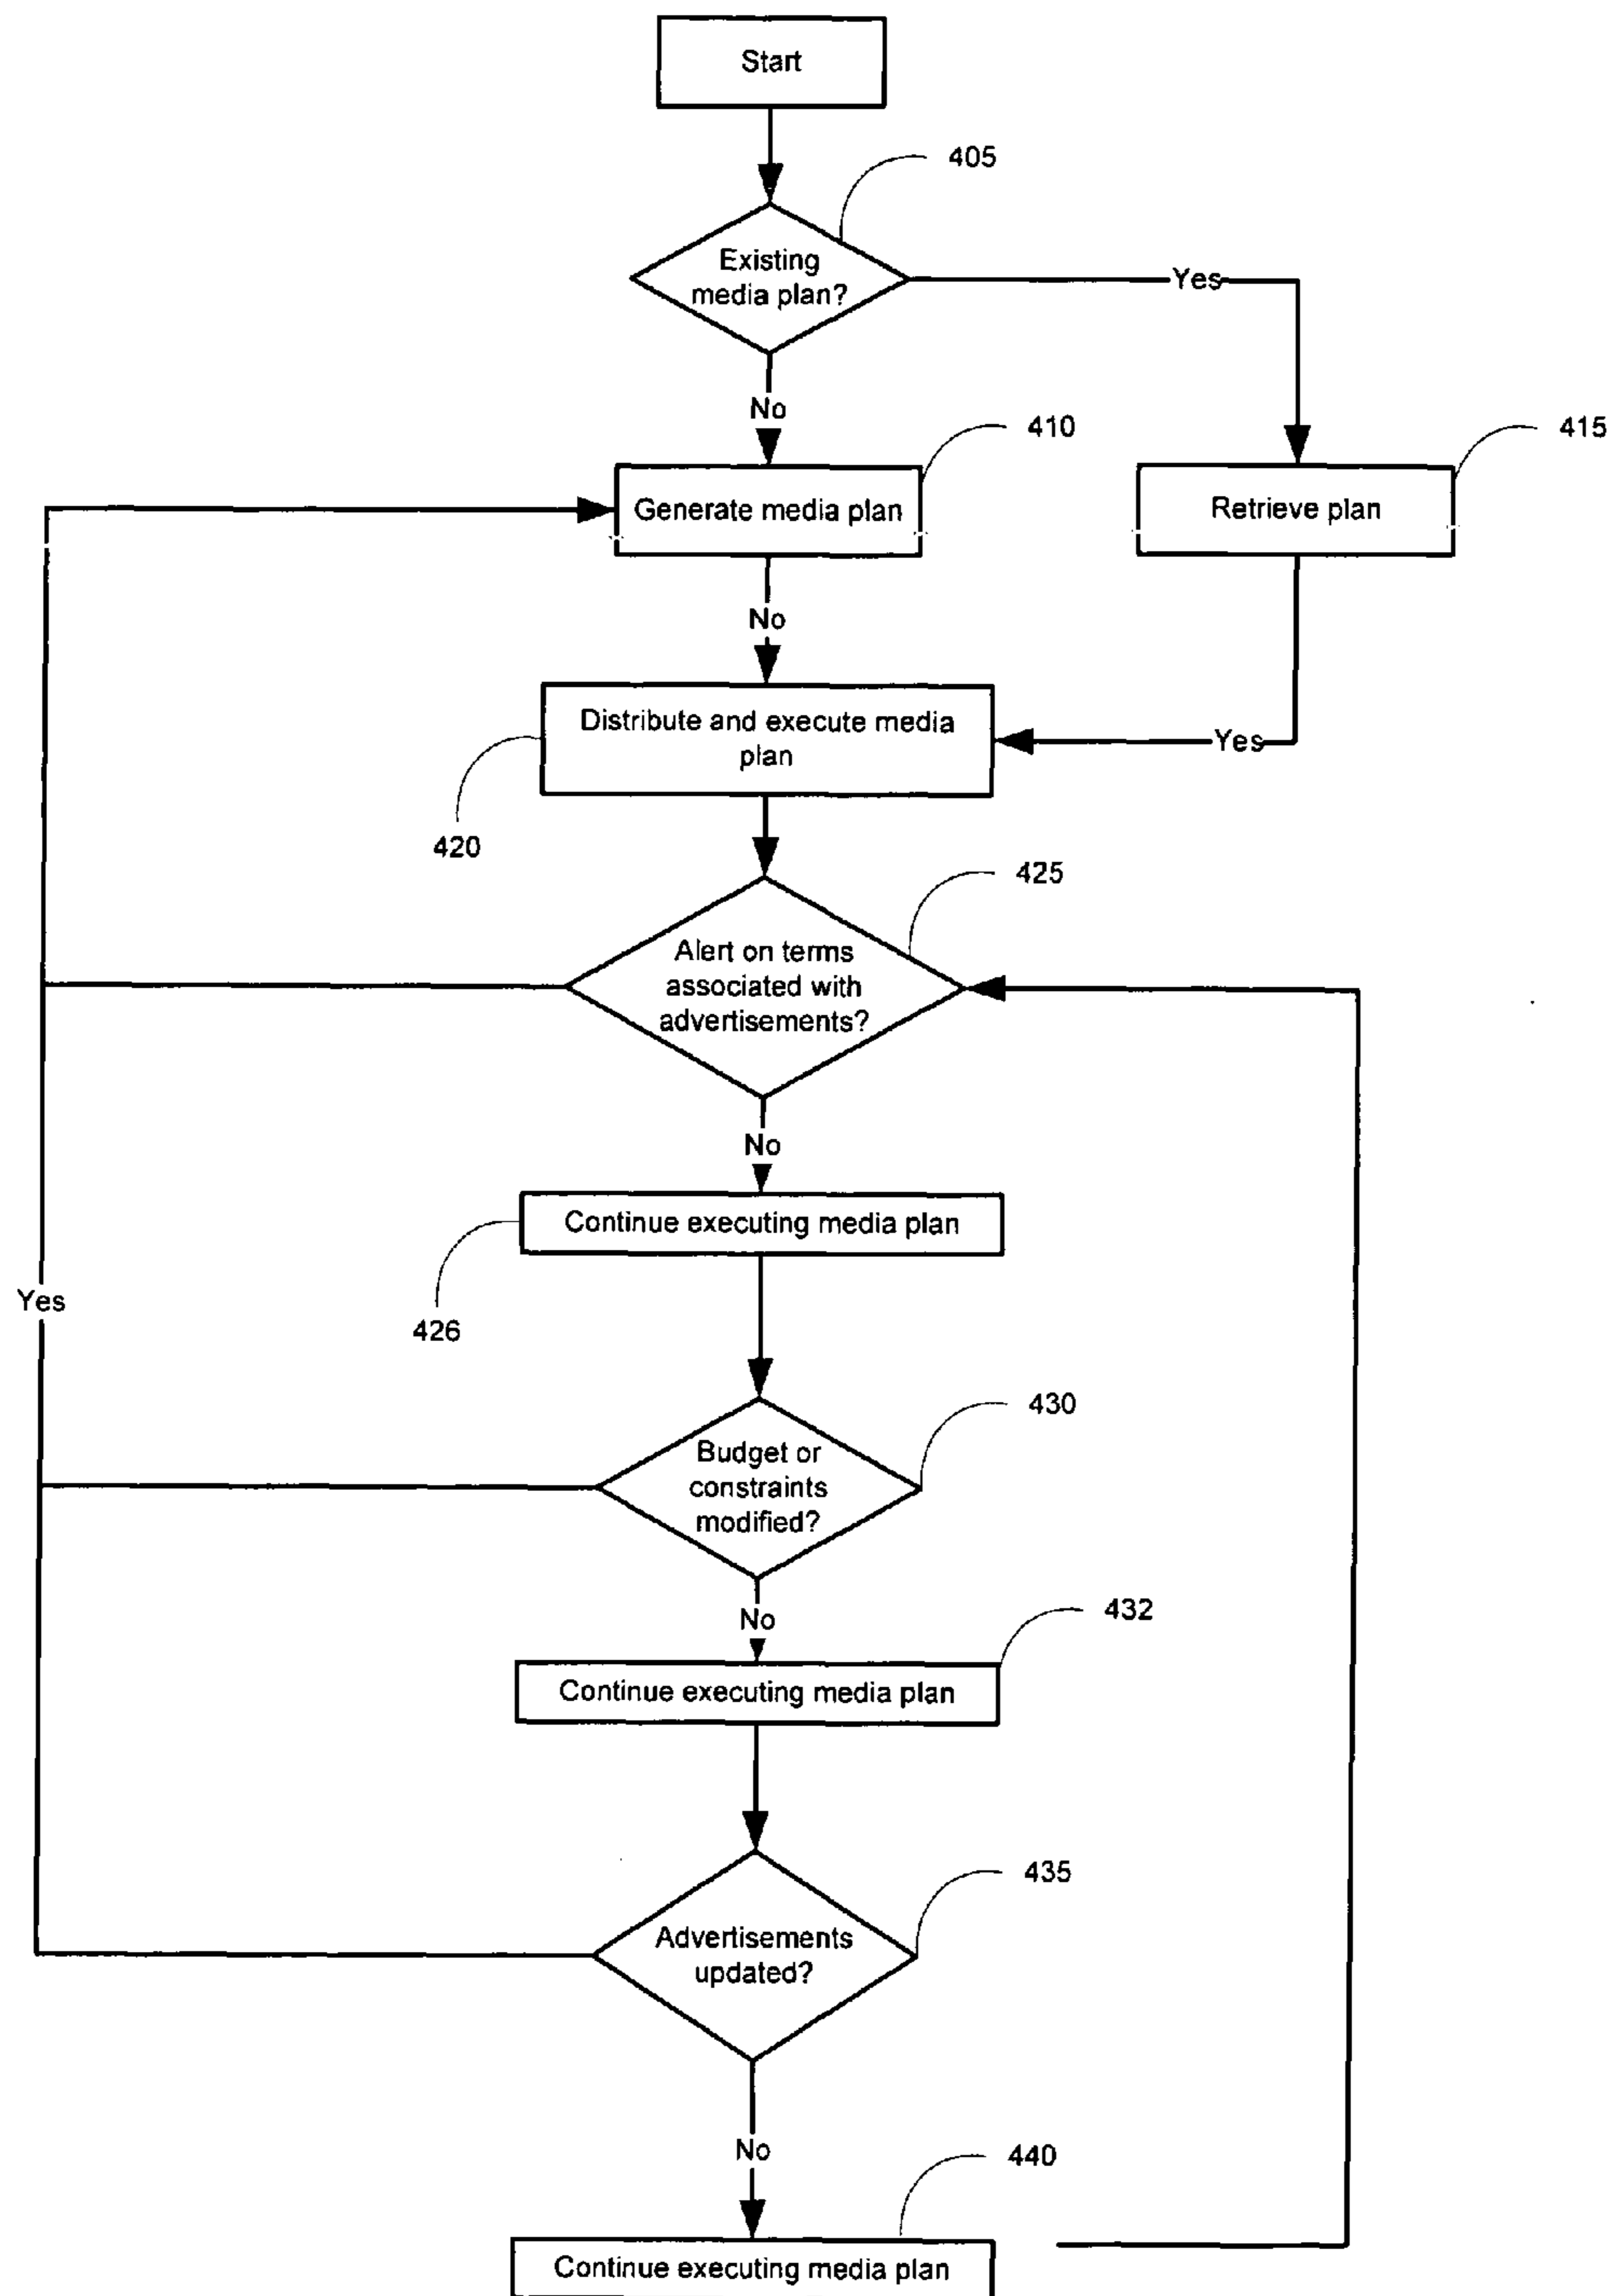 Start
405
Existing
media plan?
Yes
No
410
415
Generate media plan
Retrieve plan
No
Distribute and execute media
plan
Yes
420
425
Alert on terms
associated with
advertisements?
No
Continue executing media plan
Yes
426
430
Budget or
constraints
modified?
No
432
Continue executing media plan
435
Advertisements
updated?
No
440
Continue executing media plan